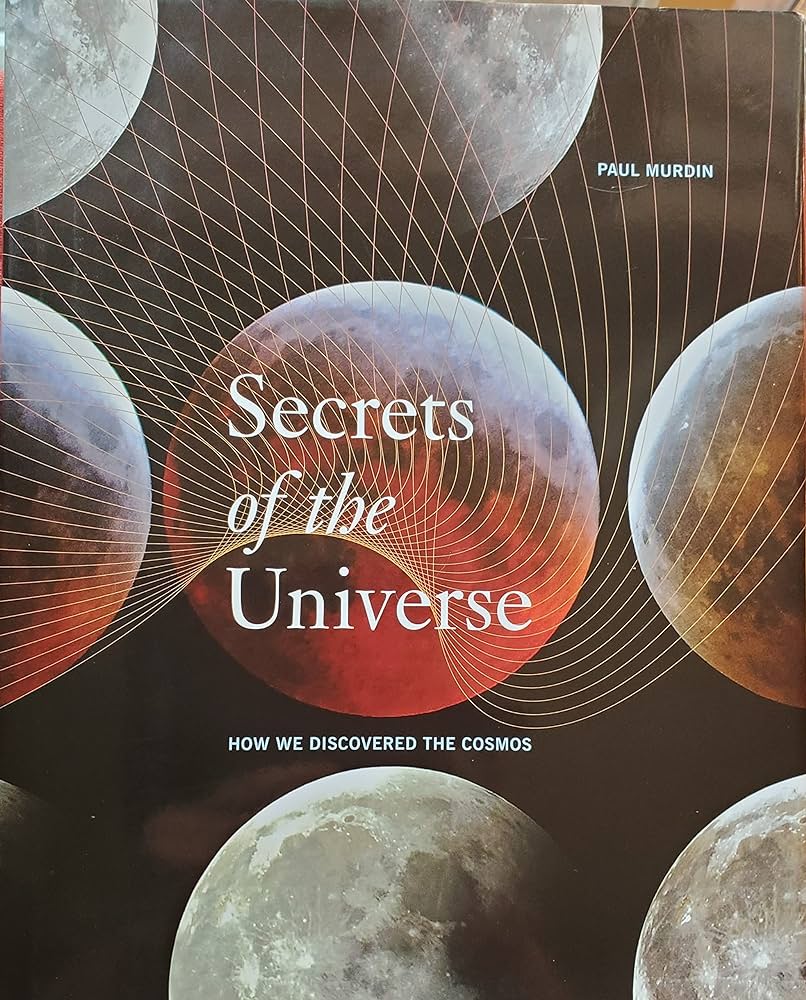 PAUL MURDIN
Secrets
of the
Universe
HOW WE DISCOVERED THE COSMOS